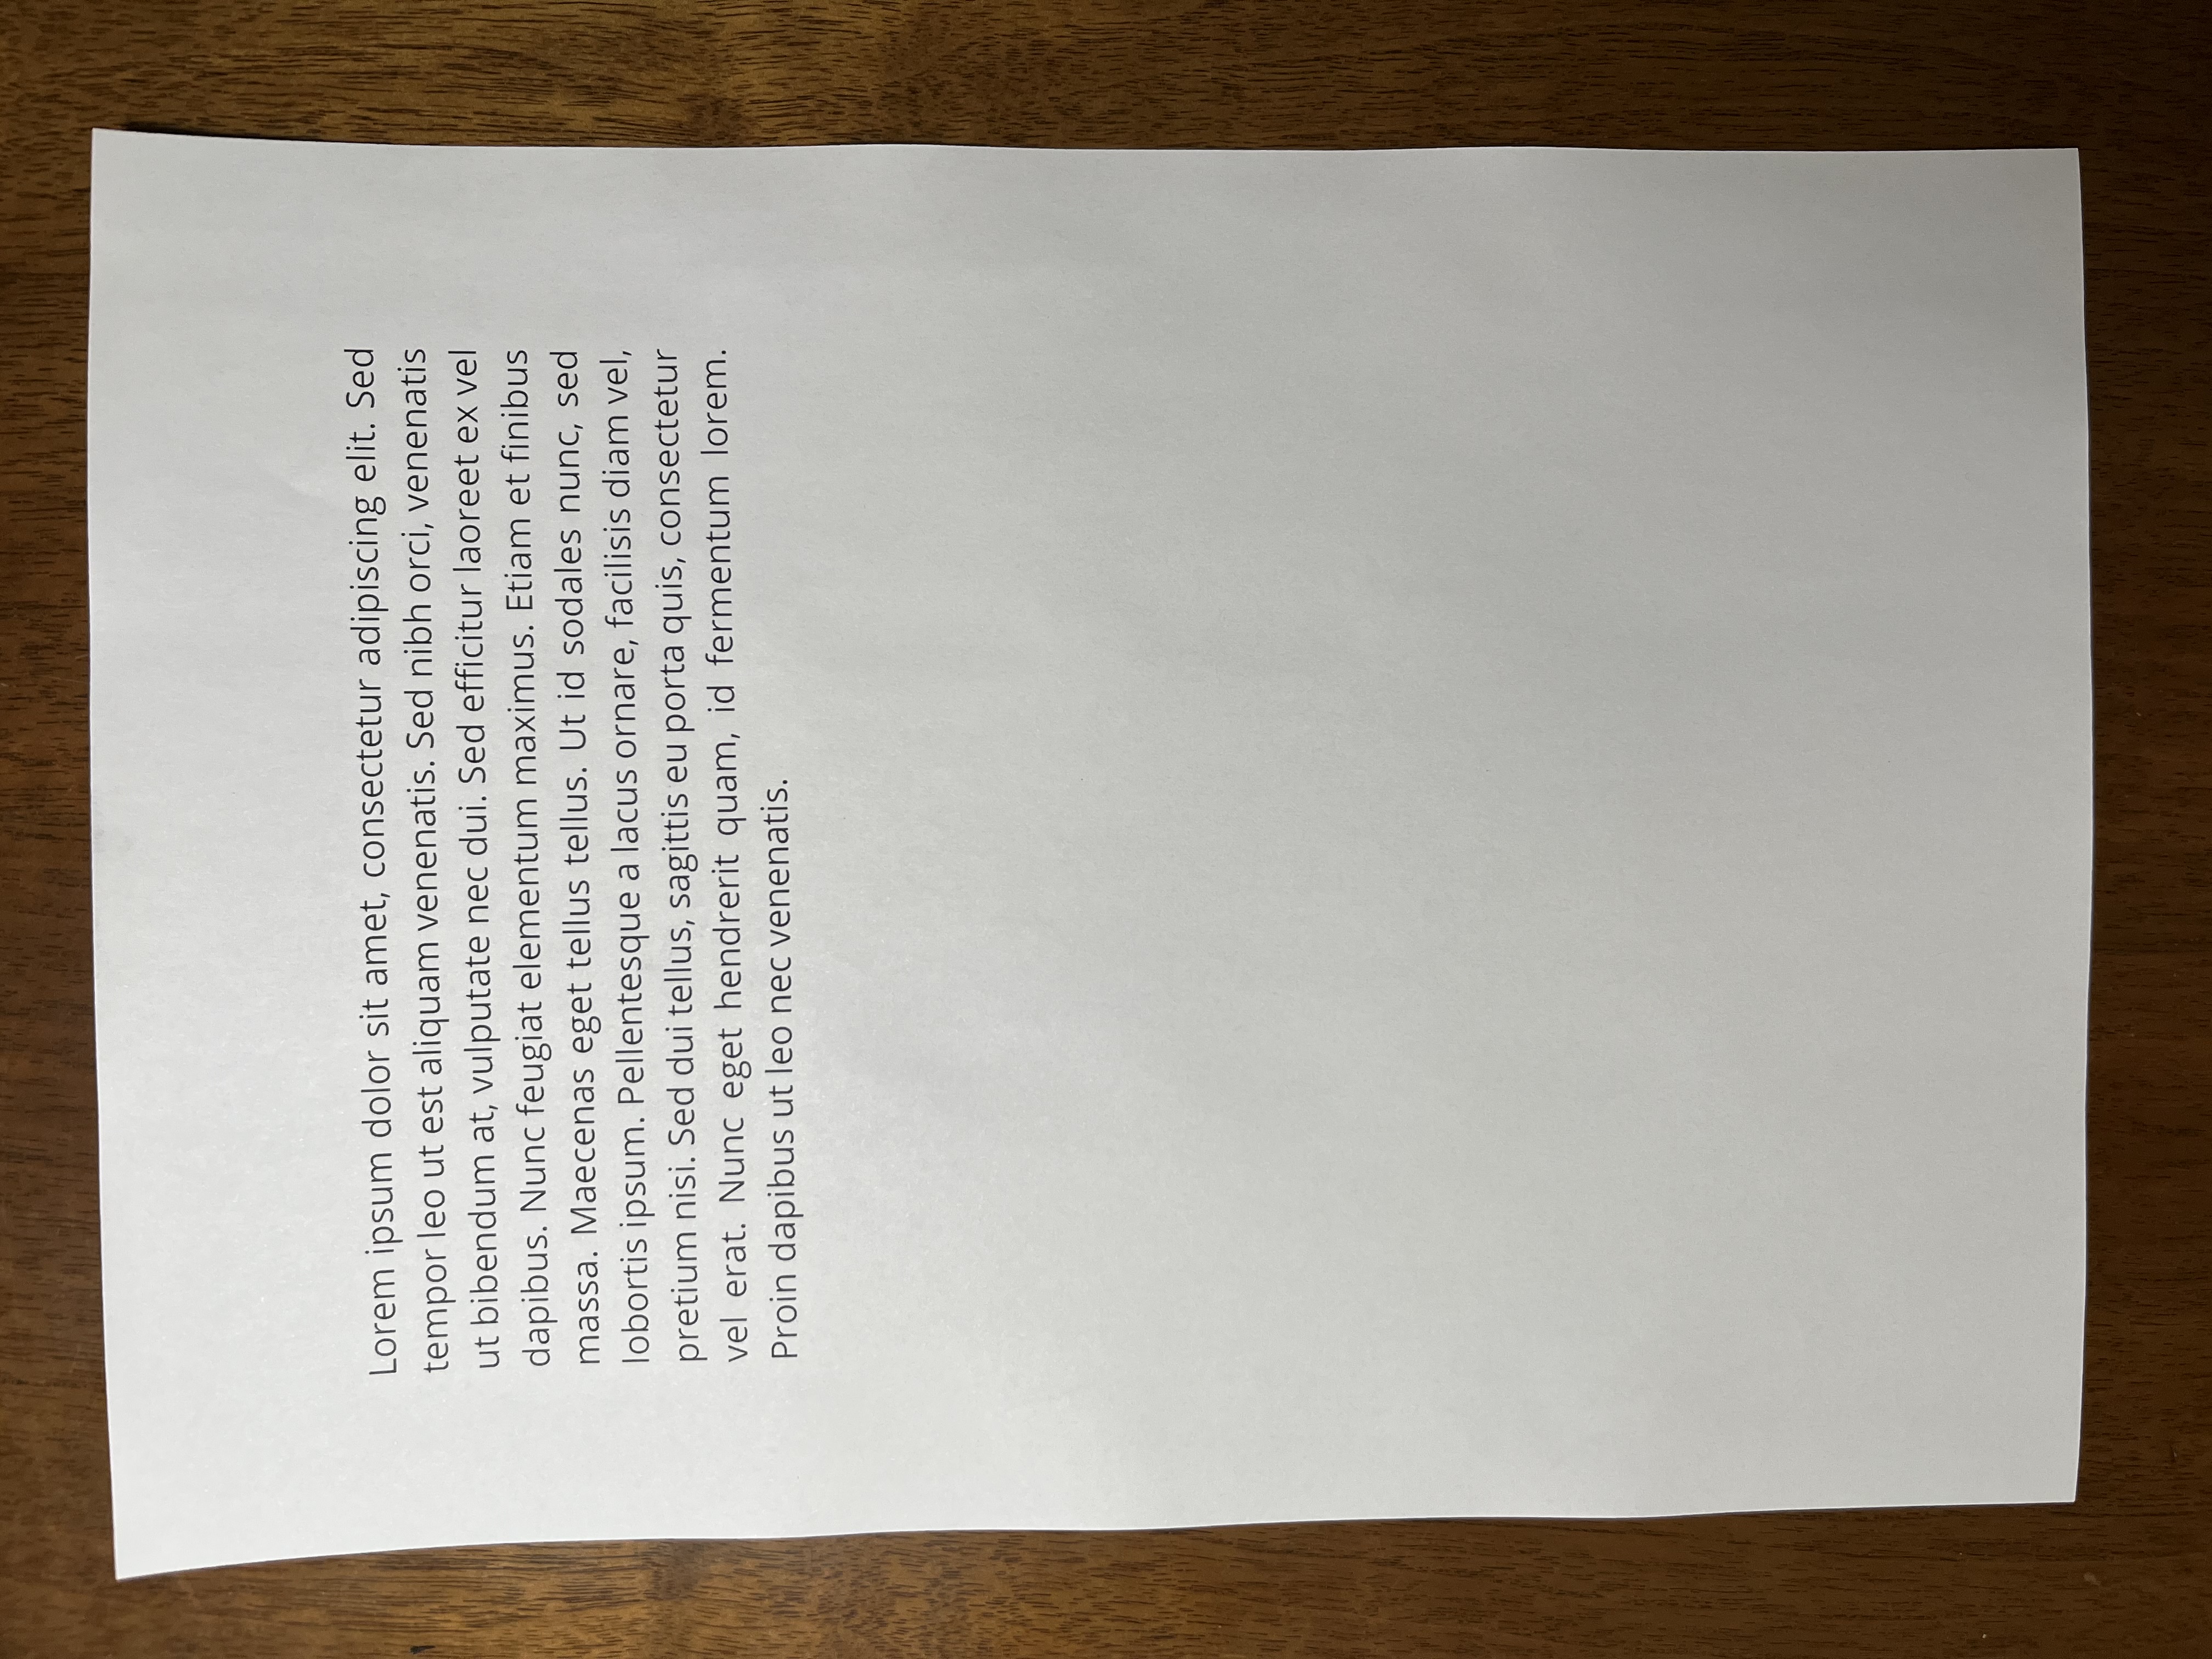 Lorem ipsum dolor sit amet, consectetur adipiscing elit. Sed
tempor leo ut est aliquam venenatis. Sed nibh orci, venenatis
ut bibendum at, vulputate nec dui. Sed efficitur laoreet ex vel
dapibus. Nunc feugiat elementum maximus. Etiam et finibus
massa. Maecenas eget tellus tellus. Ut id sodales nunc, sed
lobortis ipsum. Pellentesque a lacus ornare, facilisis diam vel,
pretium nisi. Sed dui tellus, sagittis eu porta quis, consectetur
vel erat. Nunc eget hendrerit quam, id fermentum lorem.
Proin dapibus ut leo nec venenatis.